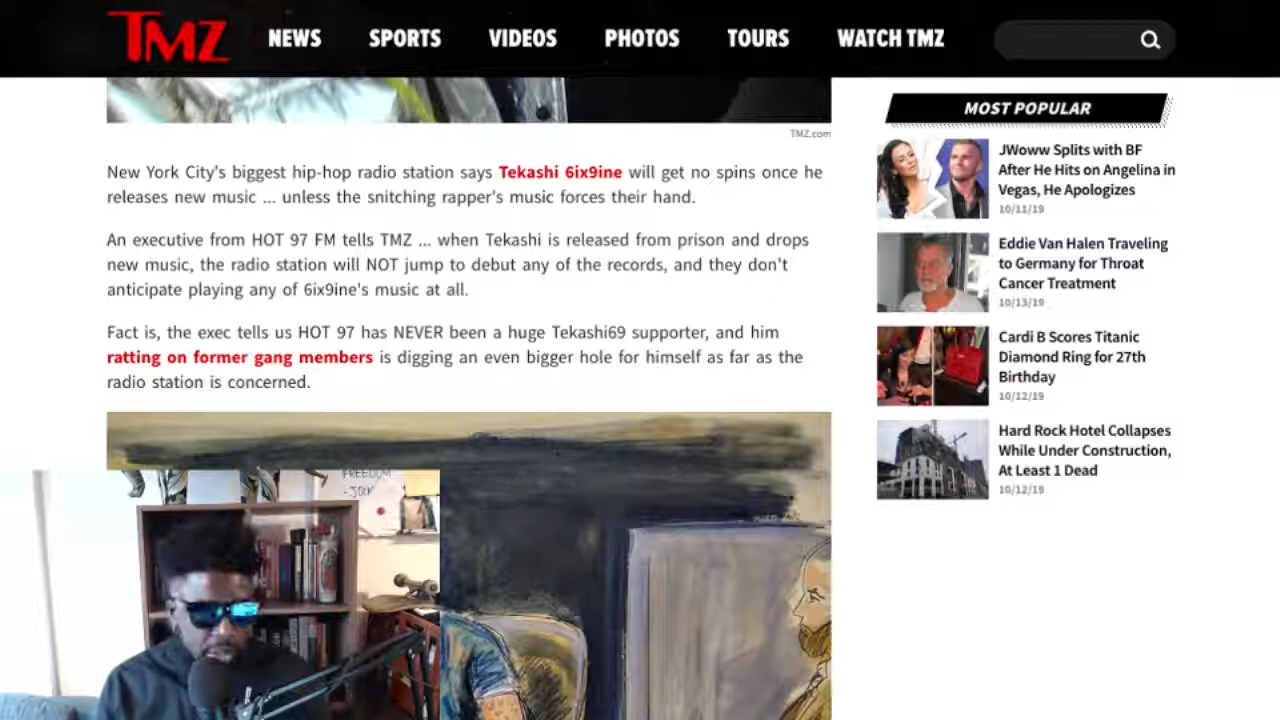 TMZ
NEWS
SPORTS
VIDEOS
PHOTOS
TOURS
WATCH TMZ
TMZ.com
New York City's biggest hip-hop radio station says Tekashi 6ix9ine will get no spins once he
releases new music ... unless the snitching rapper's music forces their hand.
An executive from HOT 97 FM tells TMZ ... when Tekashi is released from prison and drops
new music, the radio station will NOT jump to debut any of the records, and they don't
anticipate playing any of 6ix9ine's music at all.
Fact is, the exec tells us HOT 97 has NEVER been a huge Tekashi69 supporter, and him
ratting on former gang members is digging an even bigger hole for himself as far as the
radio station is concerned.
MOST POPULAR
JWoww Splits with BF
After He Hits on Angelina in
Vegas, He Apologizes
10/11/19
Eddie Van Halen Traveling
to Germany for Throat
Cancer Treatment
10/13/19
Cardi B Scores Titanic
Diamond Ring for 27th
Birthday
10/12/19
Hard Rock Hotel Collapses
While Under Construction,
At Least 1 Dead
10/12/19
FREEDOM